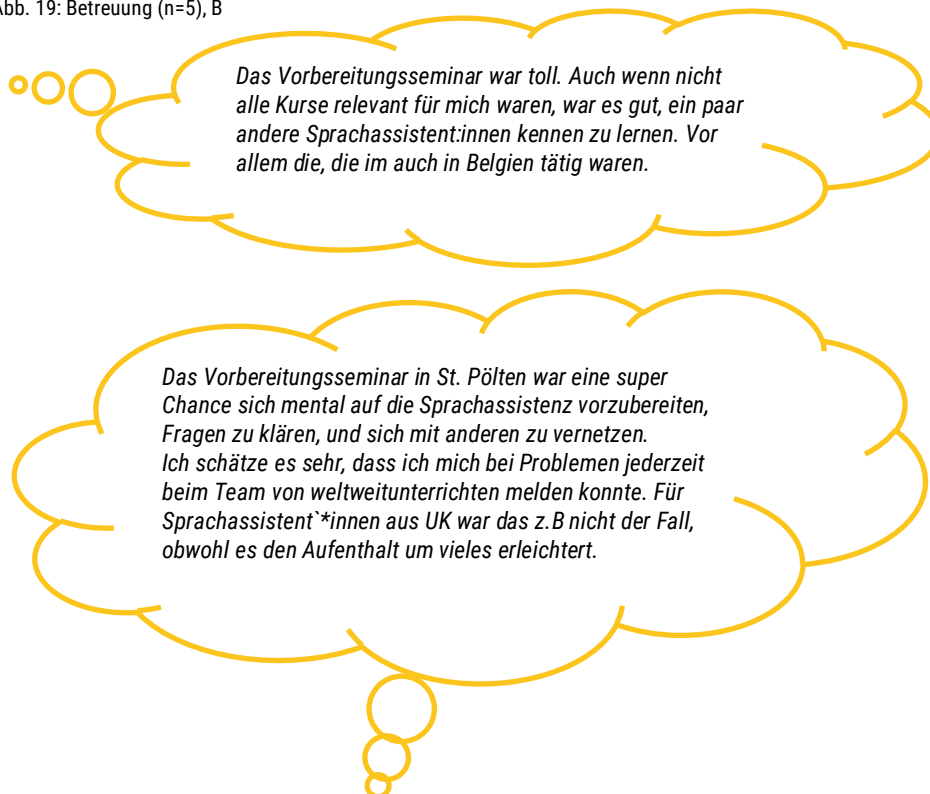 Abb. 19: Betreuung (n=5), B
Das Vorbereitungsseminar war toll. Auch wenn nicht
alle Kurse relevant für mich waren, war es gut, ein paar
andere Sprachassistent:innen kennen zu lernen. Vor
allem die, die im auch in Belgien tätig waren.
Das Vorbereitungsseminar in St. Pölten war eine super
Chance sich mental auf die Sprachassistenz vorzubereiten,
Fragen zu klären, und sich mit anderen zu vernetzen.
Ich schätze es sehr, dass ich mich bei Problemen jederzeit
beim Team von weltweitunterrichten melden konnte. Für
Sprachassistent`*innen aus UK war das z.B nicht der Fall,
obwohl es den Aufenthalt um vieles erleichtert.